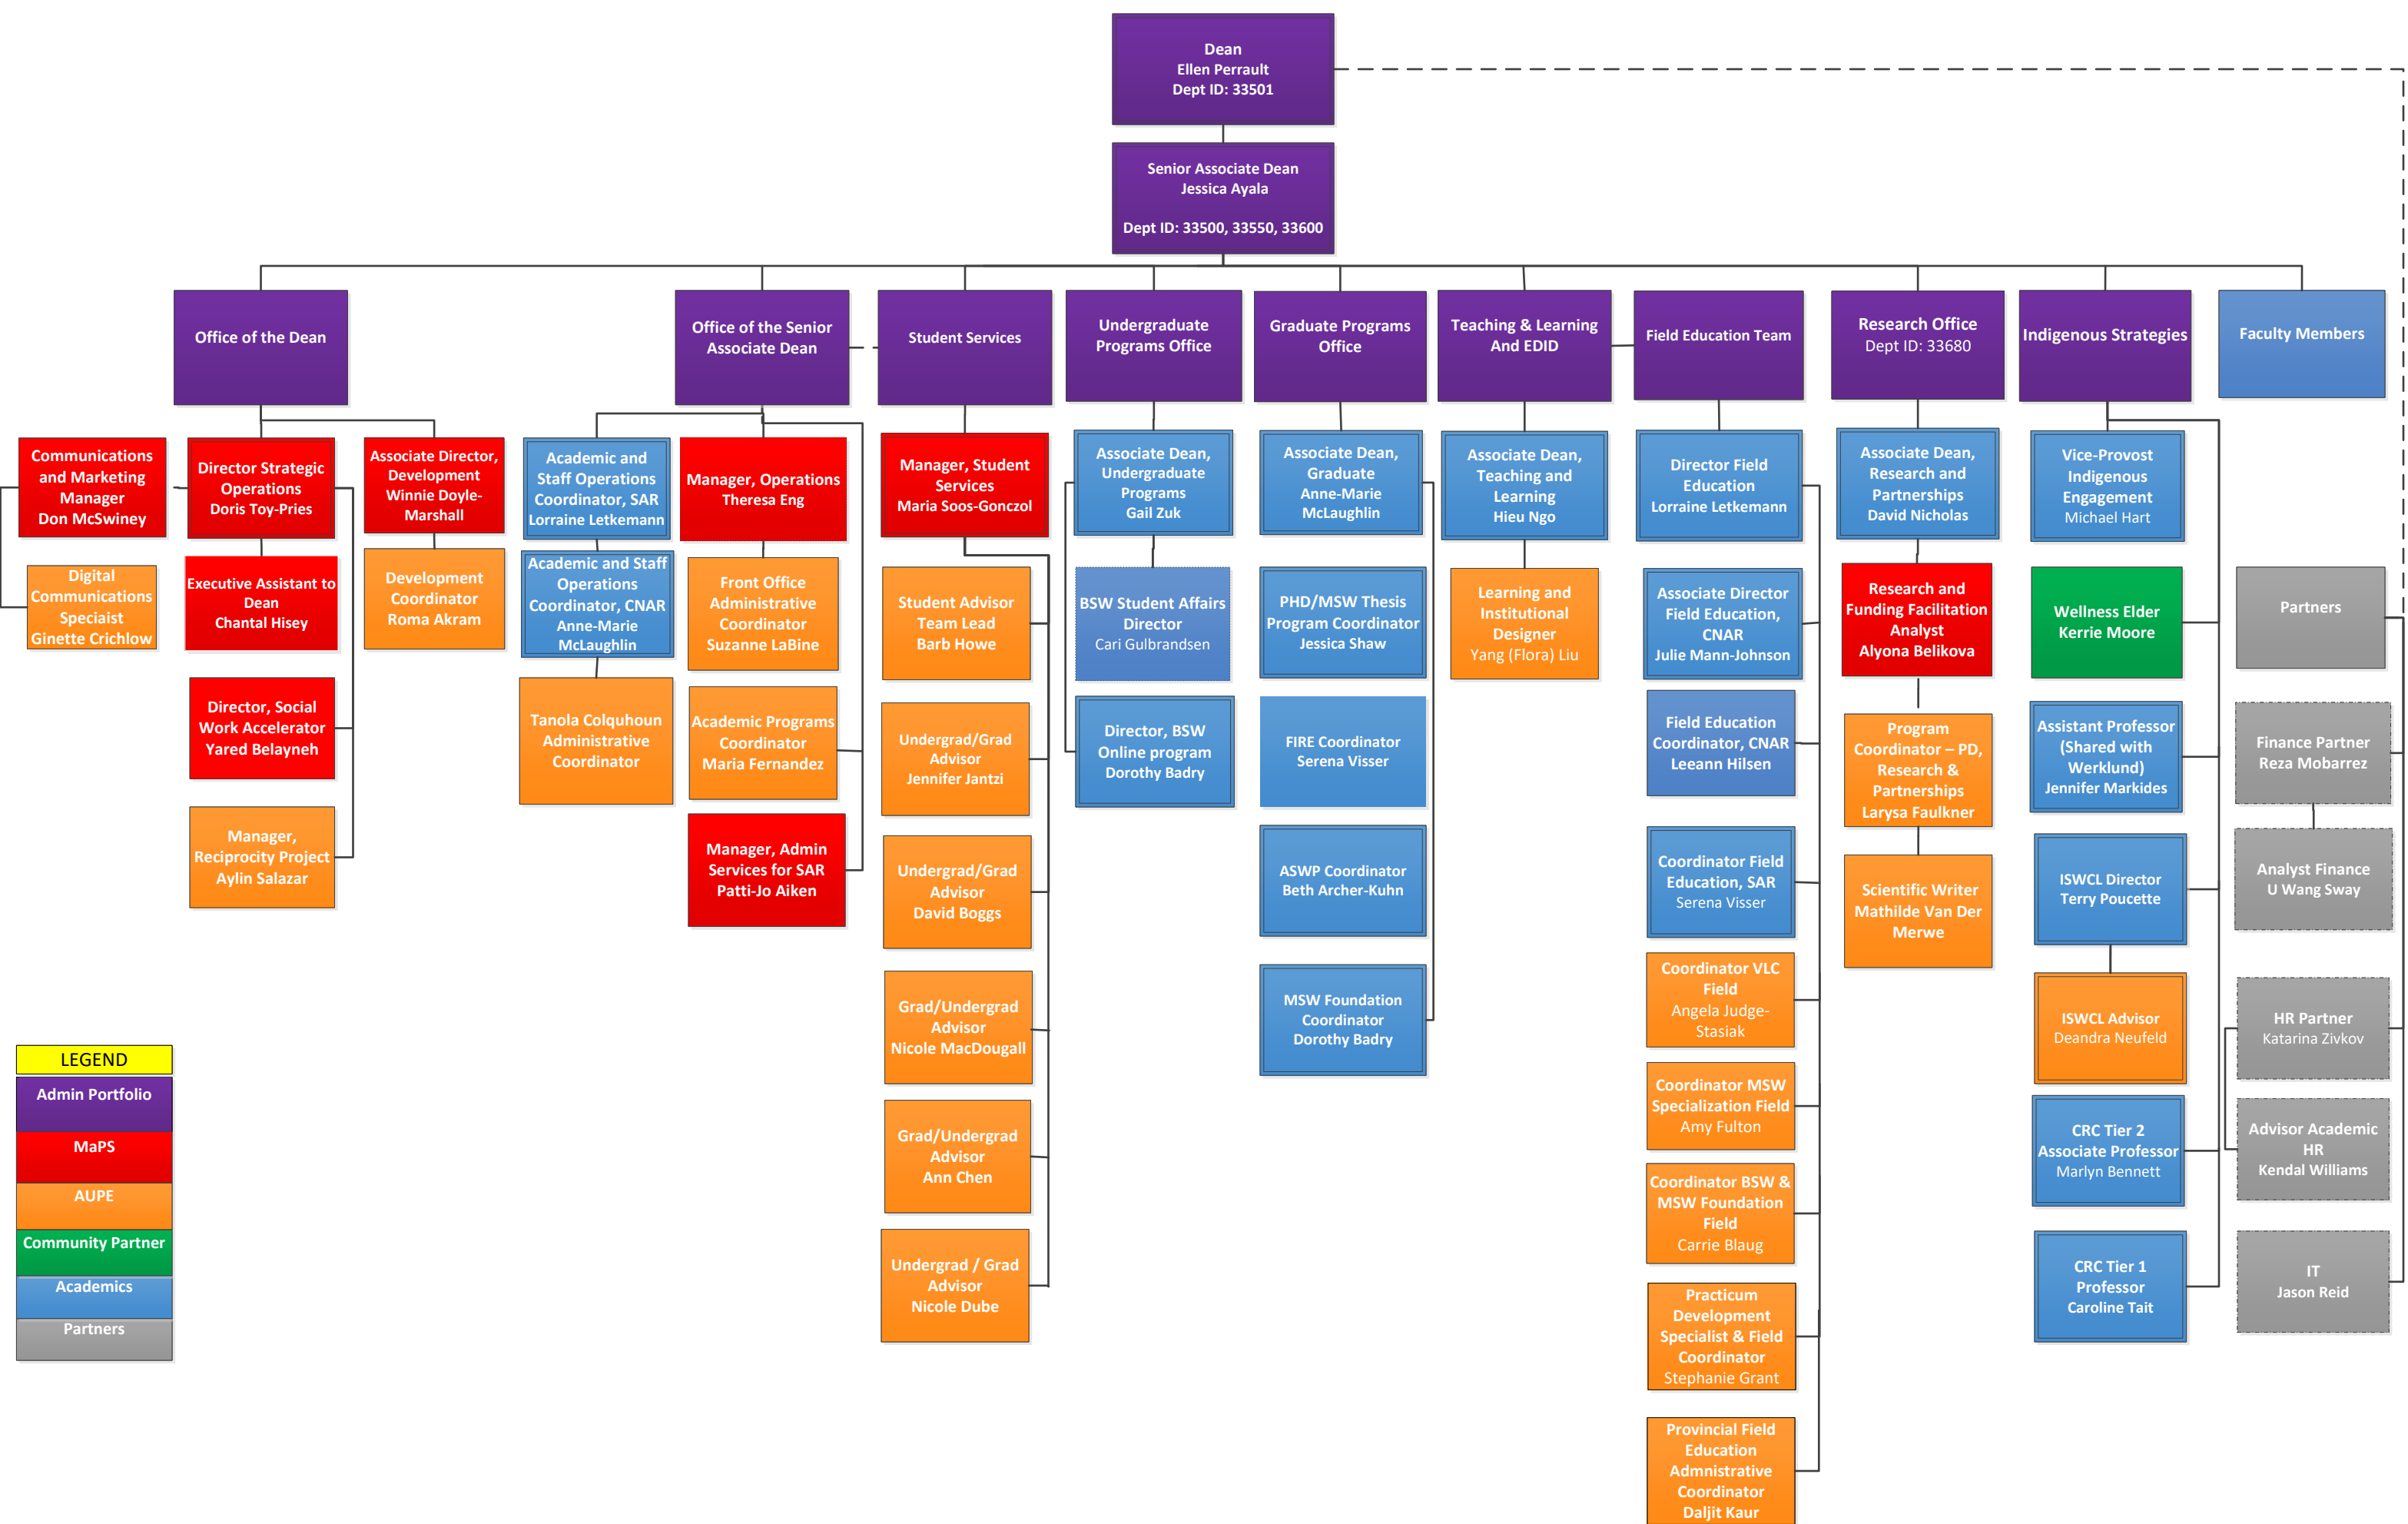 Dean
Ellen Perrault
Dept ID: 33501
Senior Associate Dean
Jessica Ayala
Dept ID: 33500, 33550, 33600
Office of the Dean
Office of the Senior
Associate Dean
Student Services
Undergraduate
Programs Office
Graduate Programs
Office
Teaching & Learning
And EDID
Field Education Team
Research Office
Dept ID: 33680
Indigenous Strategies
Faculty Members
Communications
and Marketing
Manager
Don McSwiney
Digital
Communications
Speciaist
Ginette Crichlow
Director Strategic
Operations
Doris Toy-Pries
Executive Assistant to
Dean
Chantal Hisey
Director, Social
Work Accelerator
Yared Belayneh
Manager,
Reciprocity Project
Aylin Salazar
Associate Director,
Development
Winnie Doyle-
Marshall
Development
Coordinator
Roma Akram
Academic and
Staff Operations
Coordinator, SAR
Lorraine Letkemann
Academic and Staff
Operations
Coordinator, CNAR
Anne-Marie
McLaughlin
Tanola Colquhoun
Administrative
Coordinator
Manager, Operations
Theresa Eng
Front Office
Administrative
Coordinator
Suzanne LaBine
Academic Programs
Coordinator
Maria Fernandez
Manager, Admin
Services for SAR
Patti-Jo Aiken
Manager, Student
Services
Maria Soos-Gonczol
Student Advisor
Team Lead
Barb Howe
Undergrad/Grad
Advisor
Jennifer Jantzi
Undergrad/Grad
Advisor
David Boggs
Grad/Undergrad
Advisor
Nicole MacDougall
Grad/Undergrad
Advisor
Ann Chen
Undergrad / Grad
Advisor
Nicole Dube
Associate Dean,
Undergraduate
Programs
Gail Zuk
BSW Student Affairs
Director
Cari Gulbrandsen
Director, BSW
Online program
Dorothy Badry
Associate Dean,
Graduate
Anne-Marie
McLaughlin
PHD/MSW Thesis
Program Coordinator
Jessica Shaw
FIRE Coordinator
Serena Visser
ASWP Coordinator
Beth Archer-Kuhn
MSW Foundation
Coordinator
Dorothy Badry
Associate Dean,
Teaching and
Learning
Hieu Ngo
Learning and
Institutional
Designer
Yang (Flora) Liu
Director Field
Education
Lorraine Letkemann
Associate Director
Field Education,
CNAR
Julie Mann-Johnson
Field Education
Coordinator, CNAR
Leeann Hilsen
Coordinator Field
Education, SAR
Serena Visser
Coordinator VLC
Field
Angela Judge-
Stasiak
Coordinator MSW
Specialization Field
Amy Fulton
Coordinator BSW &
MSW Foundation
Field
Carrie Blaug
Practicum
Development
Specialist & Field
Coordinator
Stephanie Grant
Provincial Field
Education
Admnistrative
Coordinator
Daljit Kaur
Associate Dean,
Research and
Partnerships
David Nicholas
Research and
Funding Facilitation
Analyst
Alyona Belikova
Program
Coordinator – PD,
Research &
Partnerships
Larysa Faulkner
Scientific Writer
Mathilde Van Der
Merwe
Vice-Provost
Indigenous
Engagement
Michael Hart
Wellness Elder
Kerrie Moore
Assistant Professor
(Shared with
Werklund)
Jennifer Markides
ISWCL Director
Terry Poucette
ISWCL Advisor
Deandra Neufeld
CRC Tier 2
Associate Professor
Marlyn Bennett
CRC Tier 1
Professor
Caroline Tait
Partners
Finance Partner
Reza Mobarrez
Analyst Finance
U Wang Sway
HR Partner
Katarina Zivkov
Advisor Academic
HR
Kendal Williams
IT
Jason Reid
LEGEND
Admin Portfolio
MaPS
AUPE
Community Partner
Academics
Partners